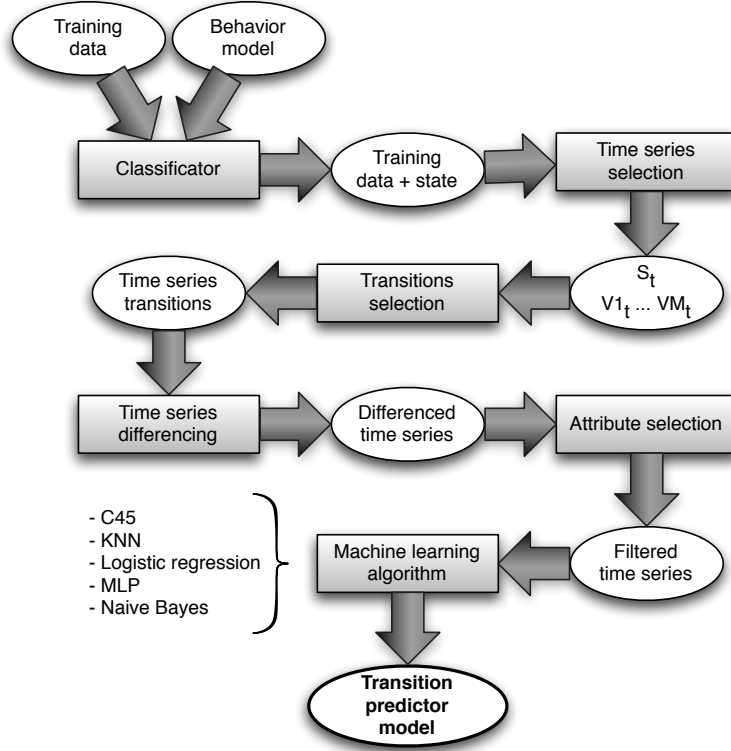 Training
data
Behavior
model
Classificator
Training
data + state
Time series
selection
Time series
transitions
Transitions
selection
S_t
V1_t ... VM_t
Time series
differencing
Differenced
time series
Attribute selection
- C45
- KNN
- Logistic regression
- MLP
- Naive Bayes
Machine learning
algorithm
Filtered
time series
Transition
predictor
model